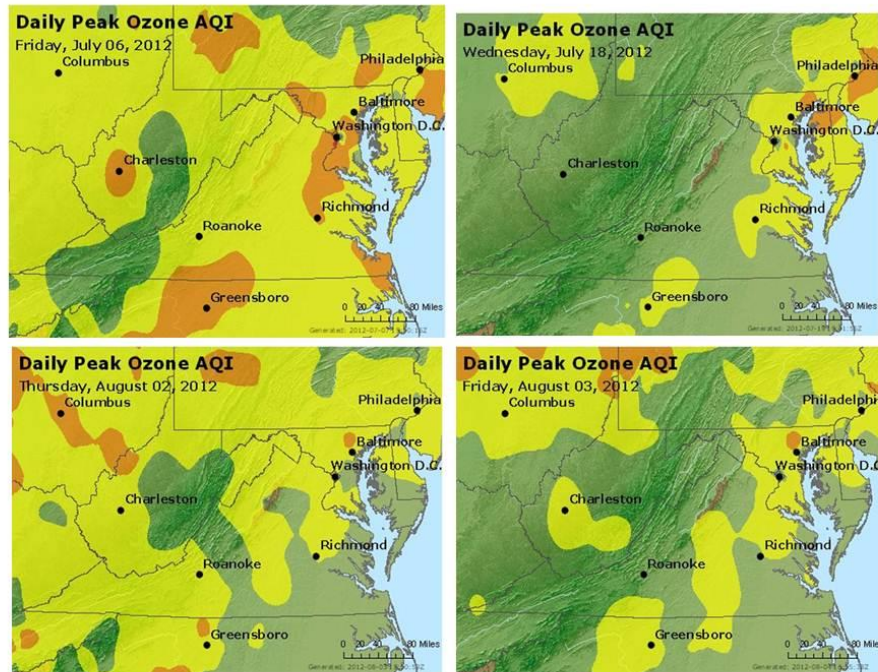 Daily Peak Ozone AQI
Friday, July 06, 2012
Columbus
Philadelphia
Baltimore
Washington D.C.
Charleston
Richmond
Roanoke
Greensboro
0 20 40 80 Miles
Daily Peak Ozone AQI
Wednesday, July 18, 2012
Columbus
Philadelphia
Baltimore
Washington D.C.
Charleston
Richmond
Roanoke
Greensboro
0 20 40 80 Miles
Daily Peak Ozone AQI
Thursday, August 02, 2012
Columbus
Philadelphia
Baltimore
Washington D.C.
Charleston
Richmond
Roanoke
Greensboro
0 20 40 80 Miles
Daily Peak Ozone AQI
Friday, August 03, 2012
Columbus
Philadelphia
Baltimore
Washington D.C.
Charleston
Richmond
Roanoke
Greensboro
0 20 40 80 Miles